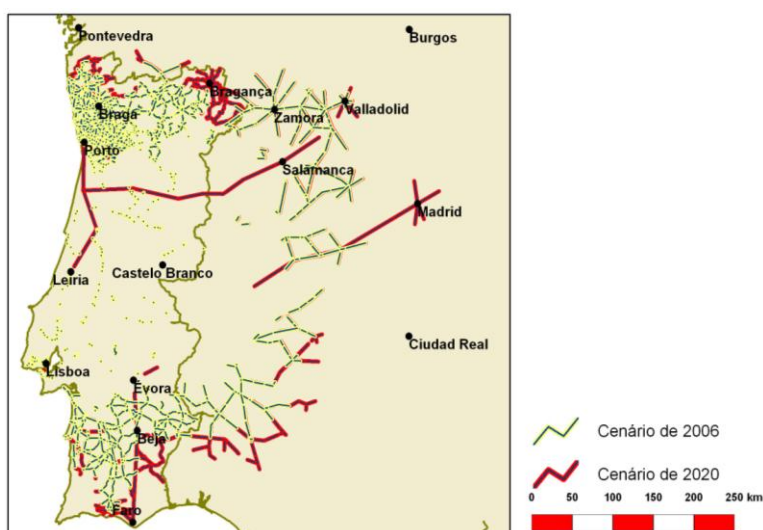 Pontevedra
Burgos
Bragança
Valladolid
Braga
Zamora
Porto
Salamanca
Madrid
Leiria
Castelo Branco
Ciudad Real
Lisboa
Évora
Beja
Faro
Cenário de 2006
Cenário de 2020
0 50 100 150 200 250 km